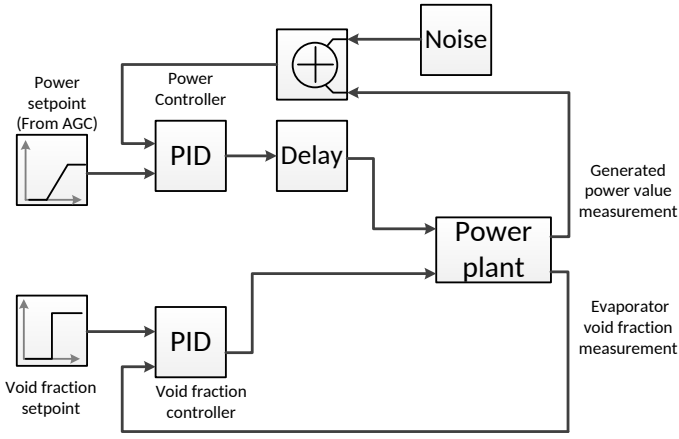 Noise
Power
setpoint
(From AGC)
Power
Controller
PID
Delay
Generated
power value
measurement
Power
plant
Evaporator
void fraction
measurement
PID
Void fraction
setpoint
Void fraction
controller